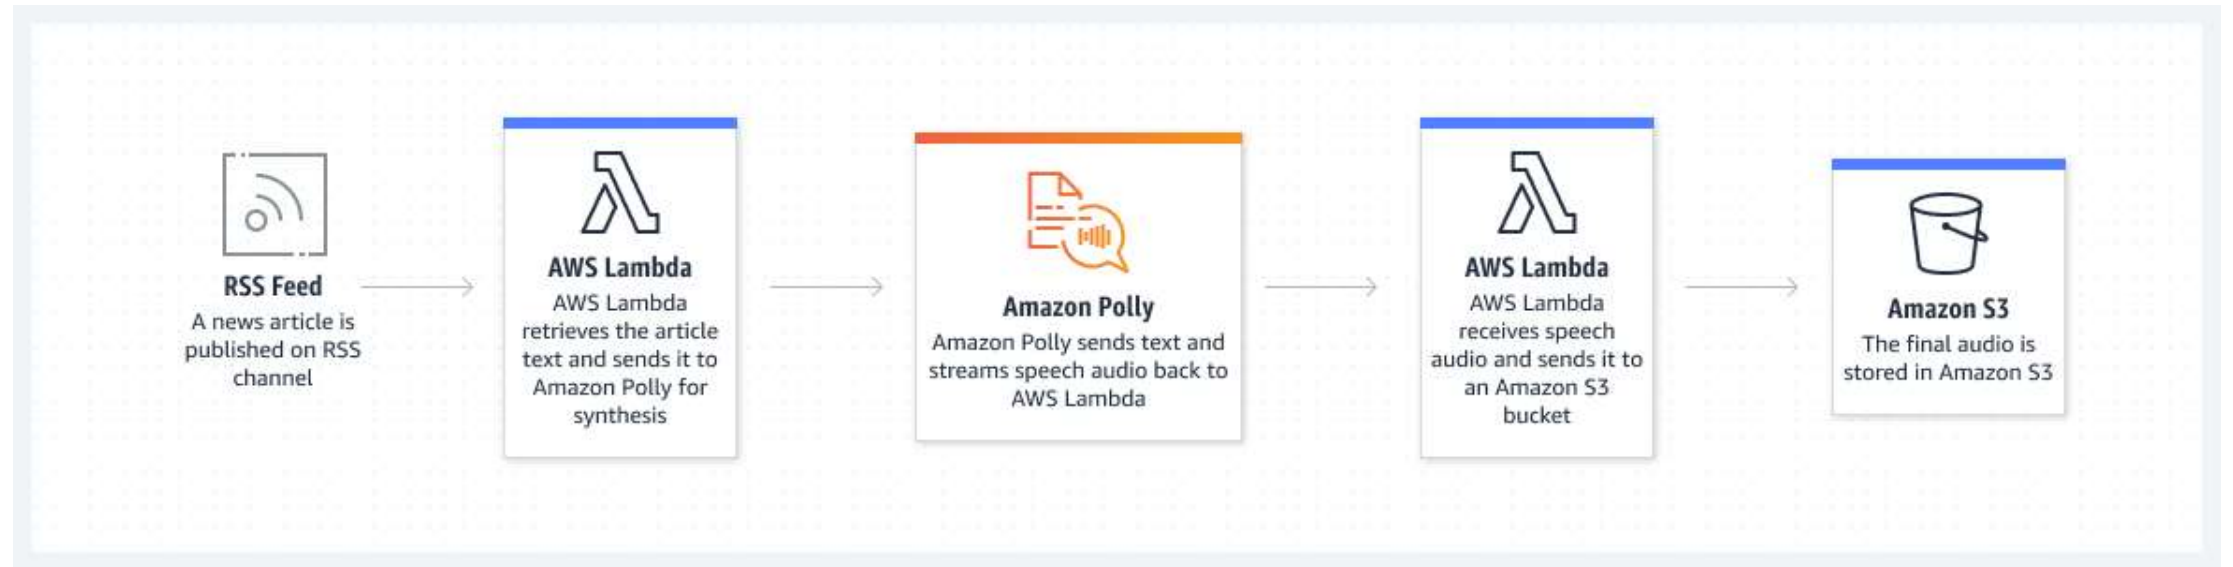 RSS Feed
A news article is
published on RSS
channel
AWS Lambda
AWS Lambda
retrieves the article
text and sends it to
Amazon Polly for
synthesis
Amazon Polly
Amazon Polly sends text and
streams speech audio back to
AWS Lambda
AWS Lambda
AWS Lambda
receives speech
audio and sends it to
an Amazon S3
bucket
Amazon S3
The final audio is
stored in Amazon S3